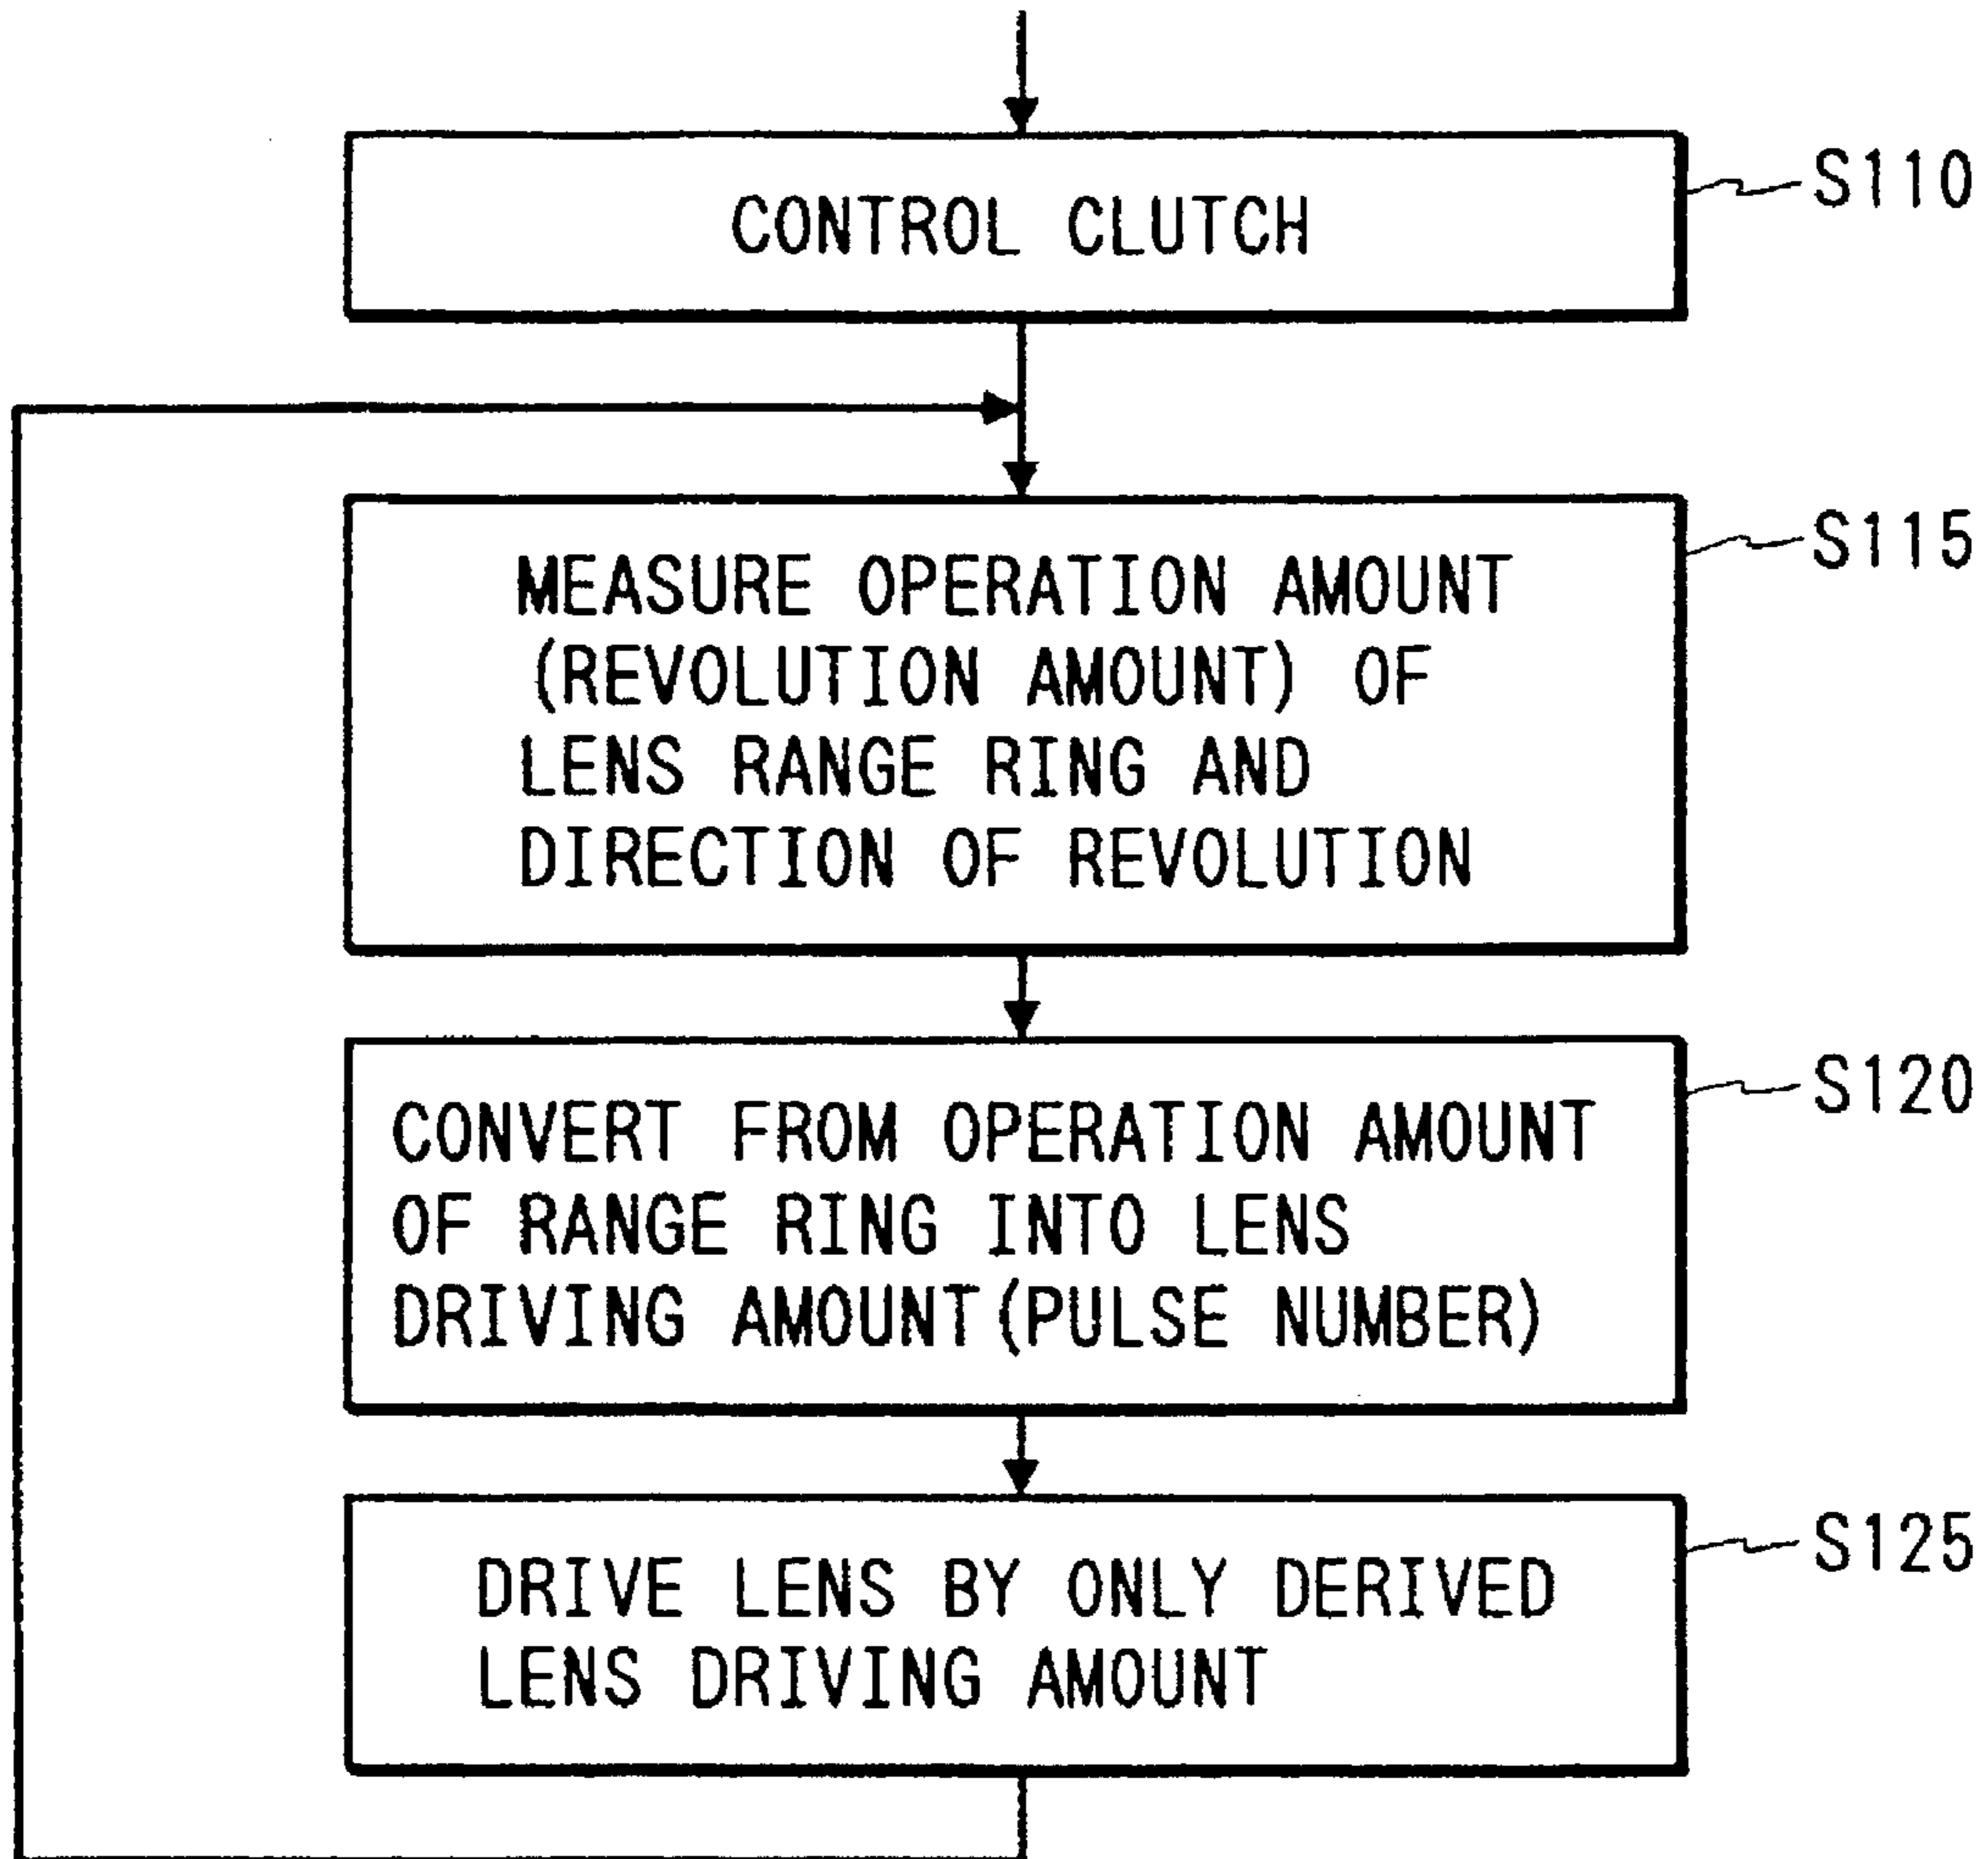 CONTROL CLUTCH
S110
MEASURE OPERATION AMOUNT
(REVOLUTION AMOUNT) OF
LENS RANGE RING AND
DIRECTION OF REVOLUTION
S115
CONVERT FROM OPERATION AMOUNT
OF RANGE RING INTO LENS
DRIVING AMOUNT(PULSE NUMBER)
S120
DRIVE LENS BY ONLY DERIVED
LENS DRIVING AMOUNT
S125